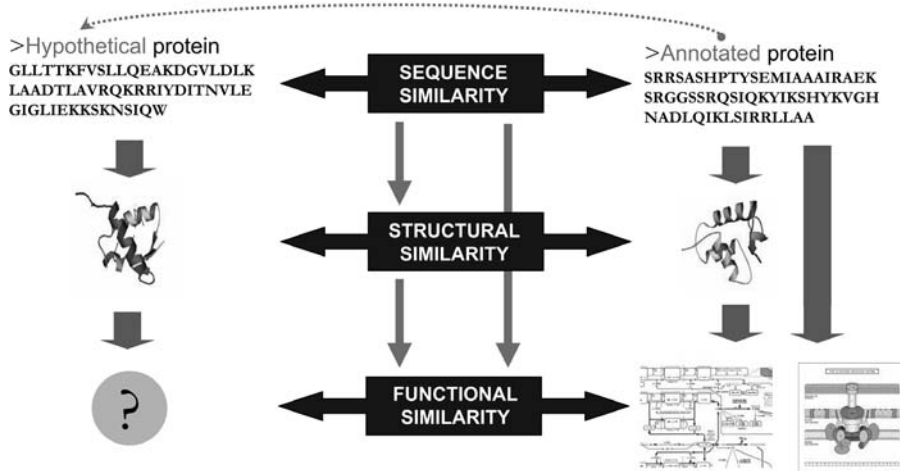 >Hypothetical protein
GLLTTKFVSLLQEAKDGVLDLK
LAADTLAVRQKRRIYDITNVLE
GIGLIEKKSKNSIQW
SEQUENCE
SIMILARITY
>Annotated protein
SRRSASHPTYSEMIAAAIRAEK
SRGGSSRQSIQKYIKSHYKVGH
NADLQIKLSIRRLLAA
STRUCTURAL
SIMILARITY
?
FUNCTIONAL
SIMILARITY